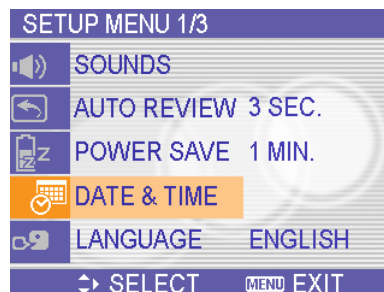 SETUP MENU 1/3
SOUNDS
AUTO REVIEW 3 SEC.
zz POWER SAVE 1 MIN.
DATE & TIME
LANGUAGE ENGLISH
SELECT MENU EXIT